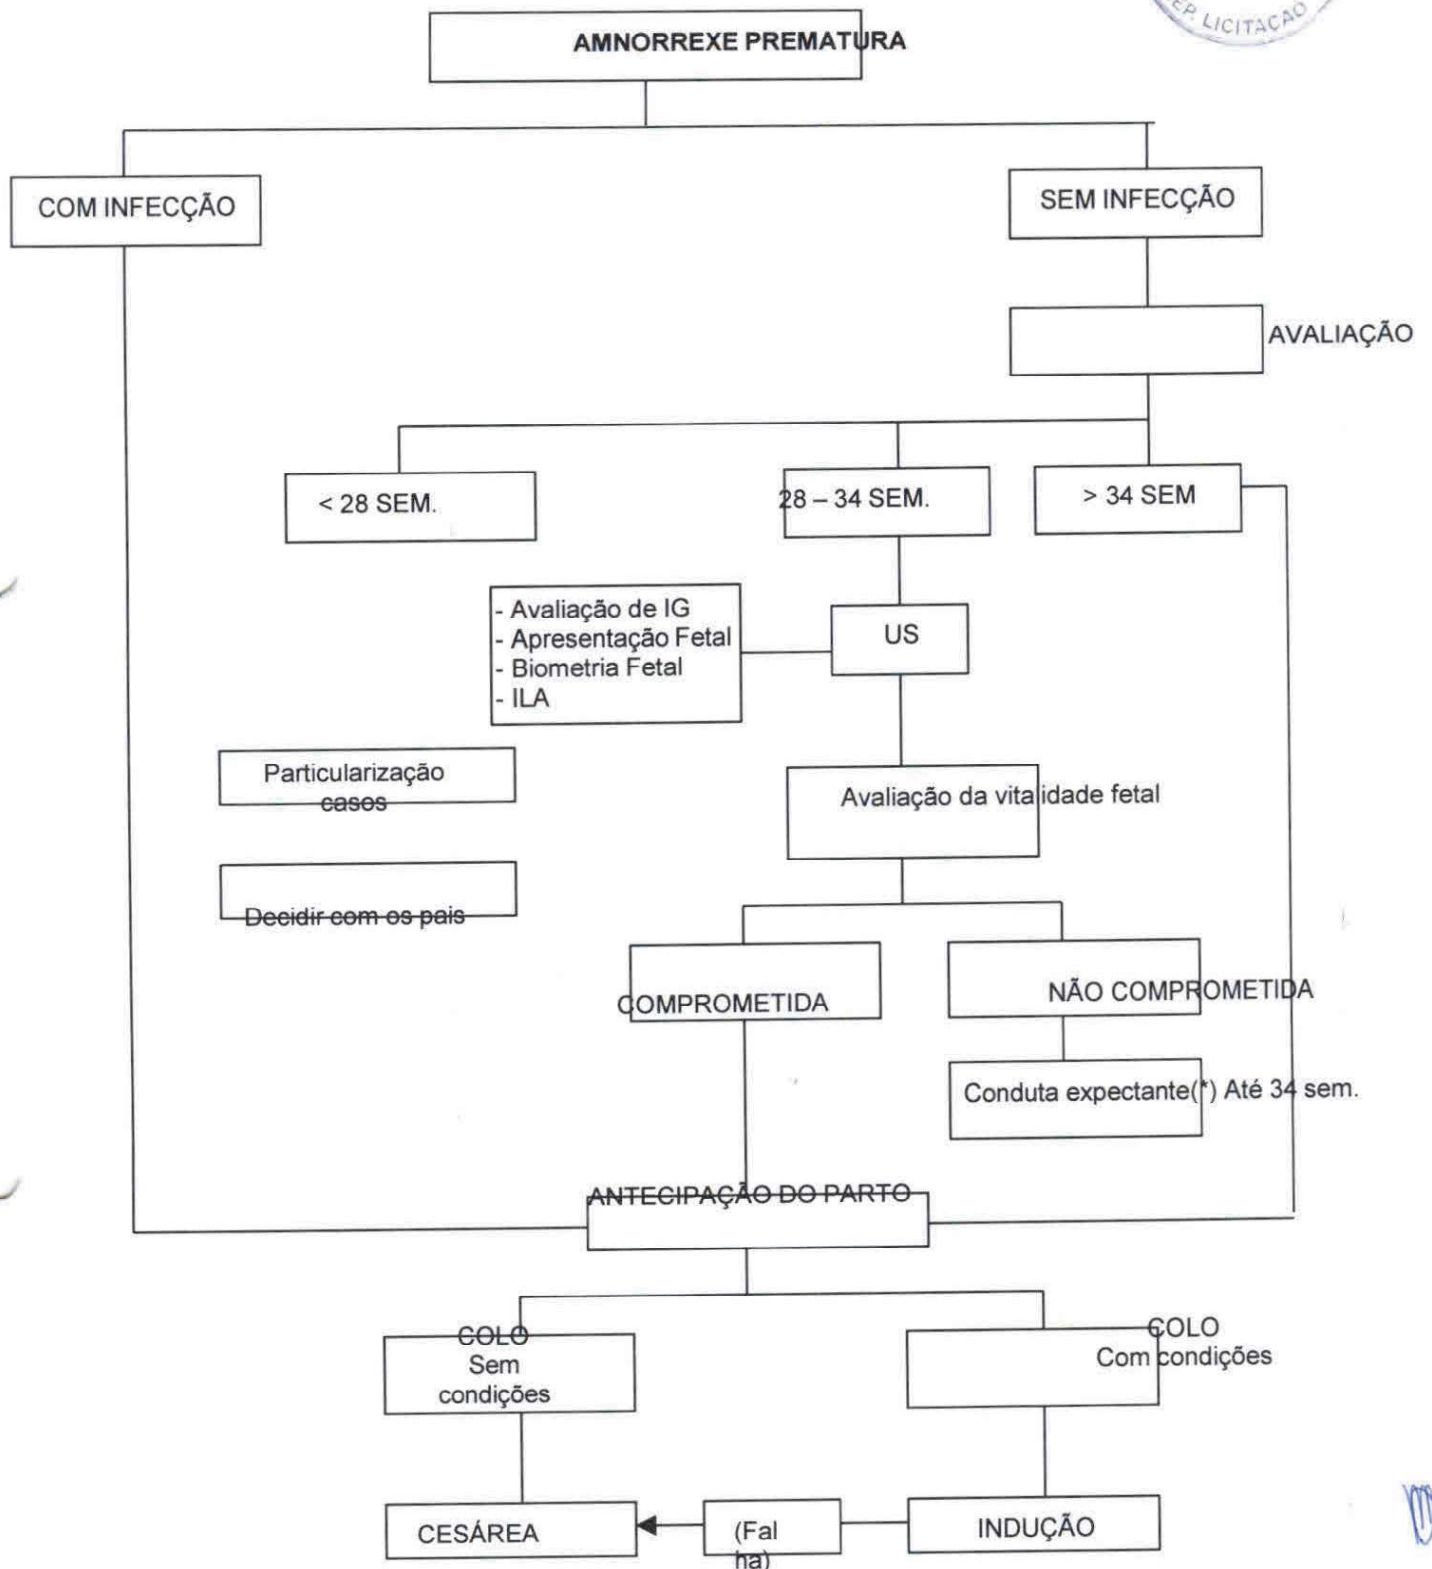 EP. LICITAÇÃO
AMNORREXE PREMATURA
COM INFECÇÃO
SEM INFECÇÃO
AVALIAÇÃO
< 28 SEM.
28 – 34 SEM.
> 34 SEM
- Avaliação de IG
- Apresentação Fetal
- Biometria Fetal
- ILA
US
Particularização
casos
Avaliação da vitalidade fetal
Decidir com os pais
COMPROMETIDA
NÃO COMPROMETIDA
Conduta expectante(*) Até 34 sem.
ANTECIPAÇÃO DO PARTO
COLO
Sem
condições
COLO
Com condições
CESÁREA
(Fal
ha)
INDUÇÃO